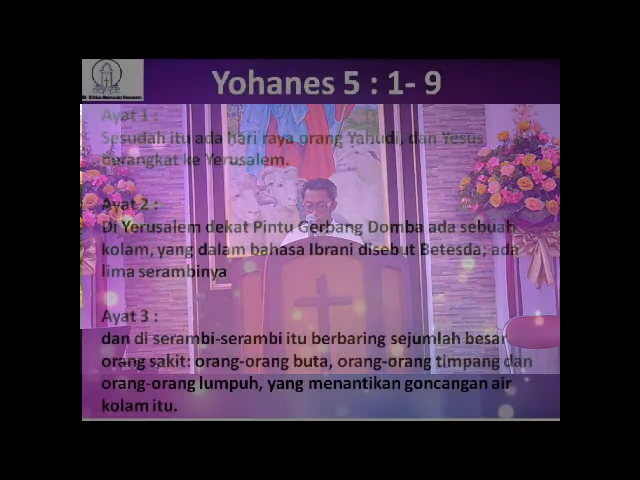 Yohanes 5 : 1- 9
Ayat 1 :
Sesudah itu ada hari raya orang Yahudi, dan Yesus
berangkat ke Yerusalem.
Ayat 2 :
Di Yerusalem dekat Pintu Gerbang Domba ada sebuah
kolam, yang dalam bahasa Ibrani disebut Betesda; ada
lima serambinya
Ayat 3 :
dan di serambi-serambi itu berbaring sejumlah besar
orang sakit: orang-orang buta, orang-orang timpang dan
orang-orang lumpuh, yang menantikan goncangan air
kolam itu.